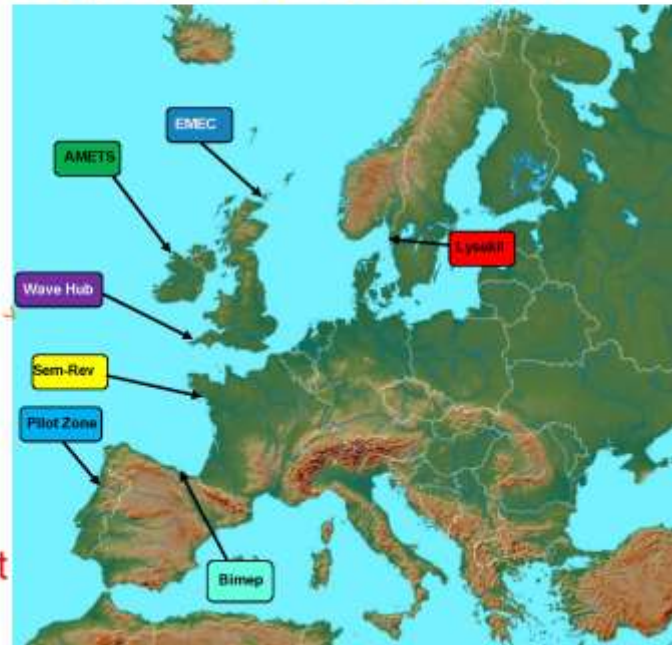 EMEC
AMETS
Lysekil
Wave Hub
Sem-Rev
Pilot Zone
Bimep
t